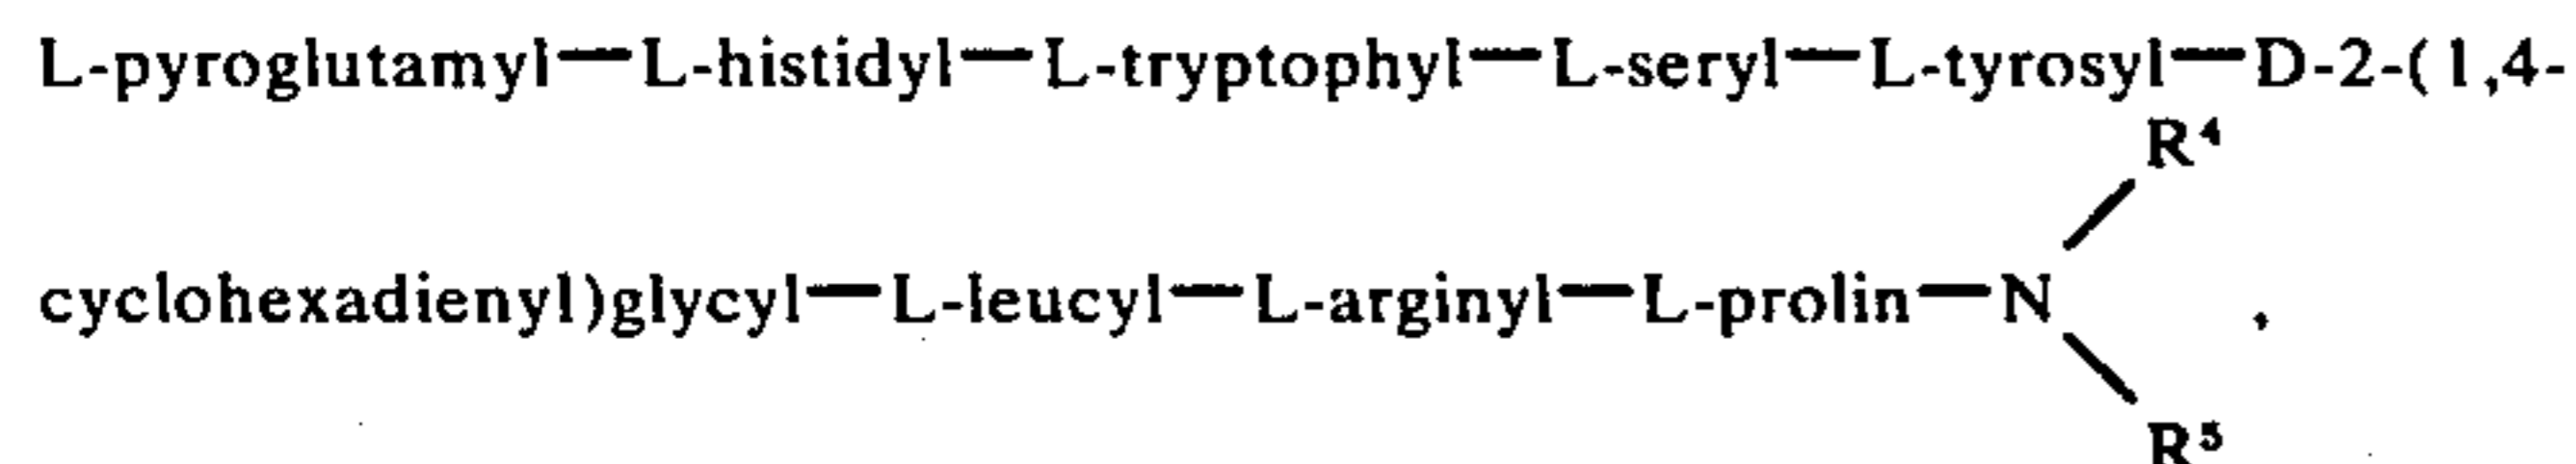 L-pyroglutamyl—L-histidyl—L-tryptophyl—L-seryl—L-tyrosyl—D-2-(1,4-
R⁴
cyclohexadienyl)glycyl—L-leucyl—L-arginyl—L-prolin—N ,
R⁵